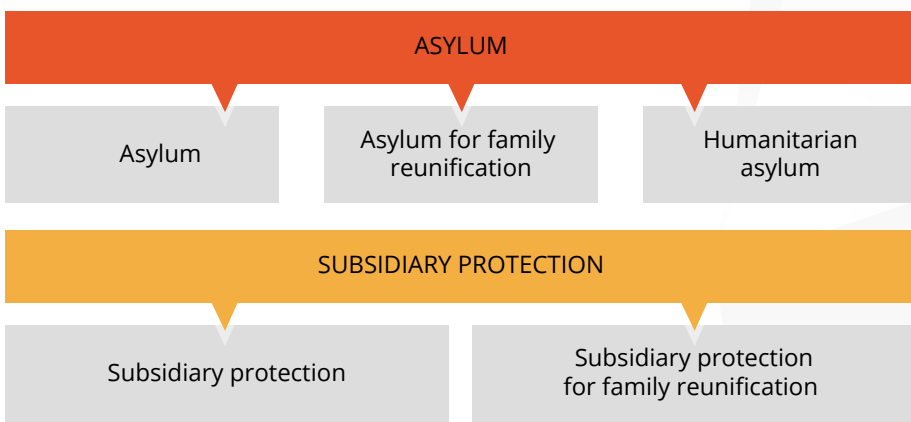 ASYLUM
Asylum
Asylum for family
reunification
Humanitarian
asylum
SUBSIDIARY PROTECTION
Subsidiary protection
Subsidiary protection
for family reunification